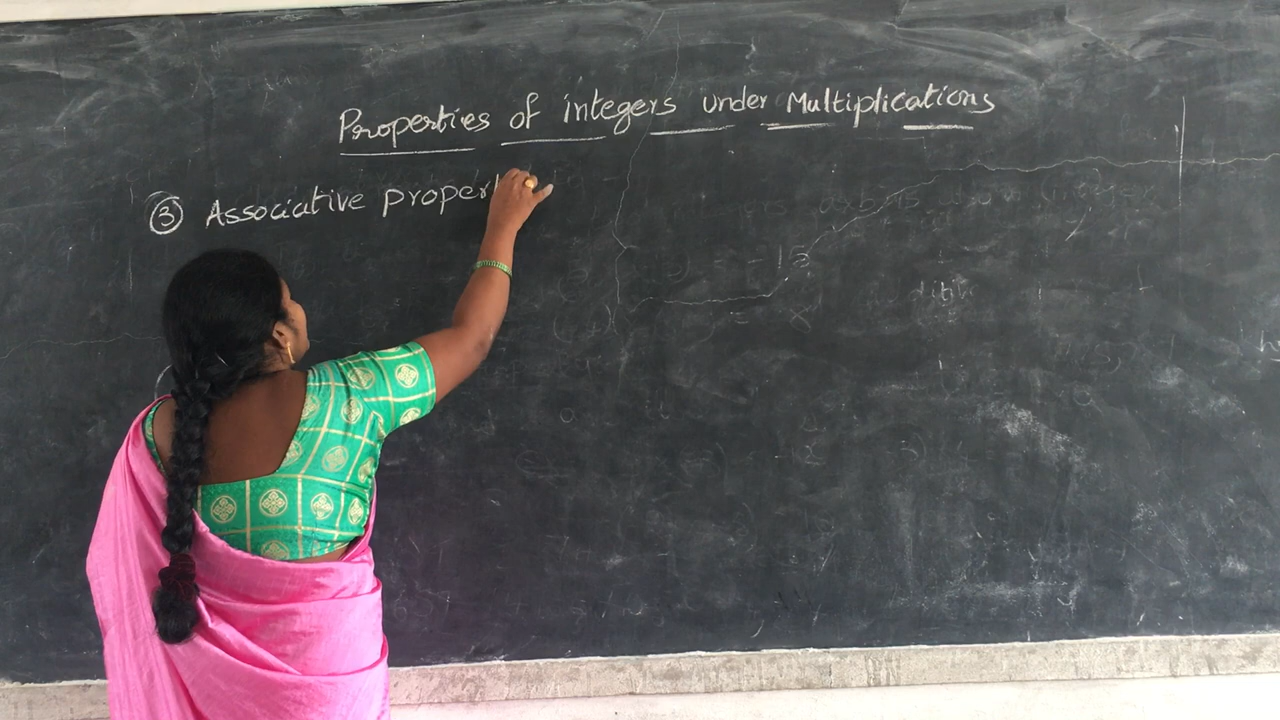 Properties of integers under Multiplications
③ Associative propert